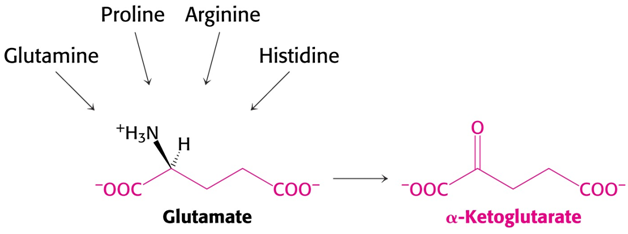 Proline Arginine
Glutamine Histidine
⁺H₃N
H
O
⁻OOC COO⁻ ⁻OOC COO⁻
Glutamate α-Ketoglutarate